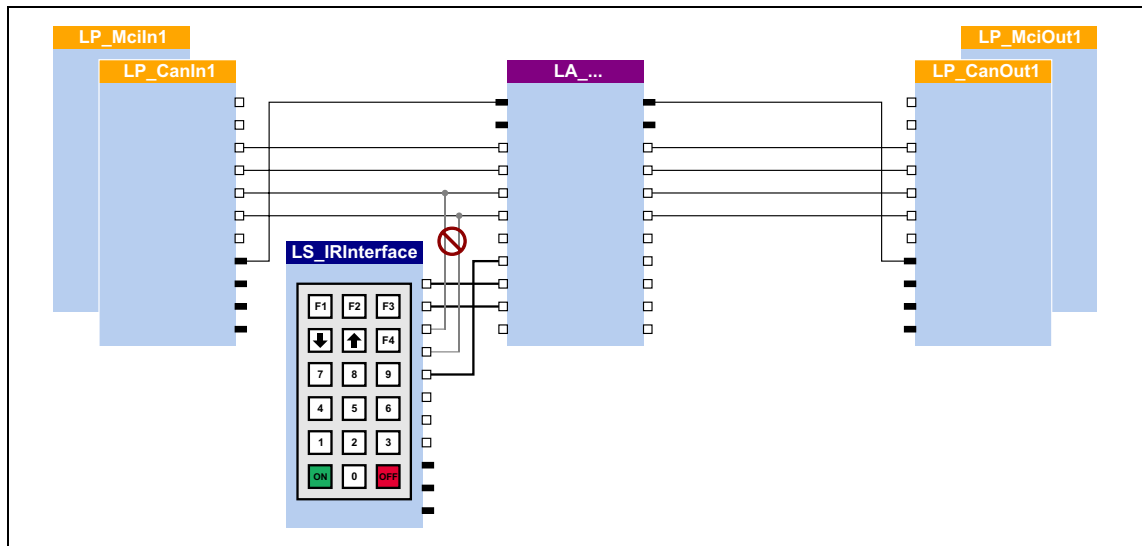 LP_MciIn1
LP_MciOut1
LP_CanIn1
LA_...
LP_CanOut1
LS_IRInterface
F1 F2 F3
F4
7 8 9
4 5 6
1 2 3
ON 0 OFF